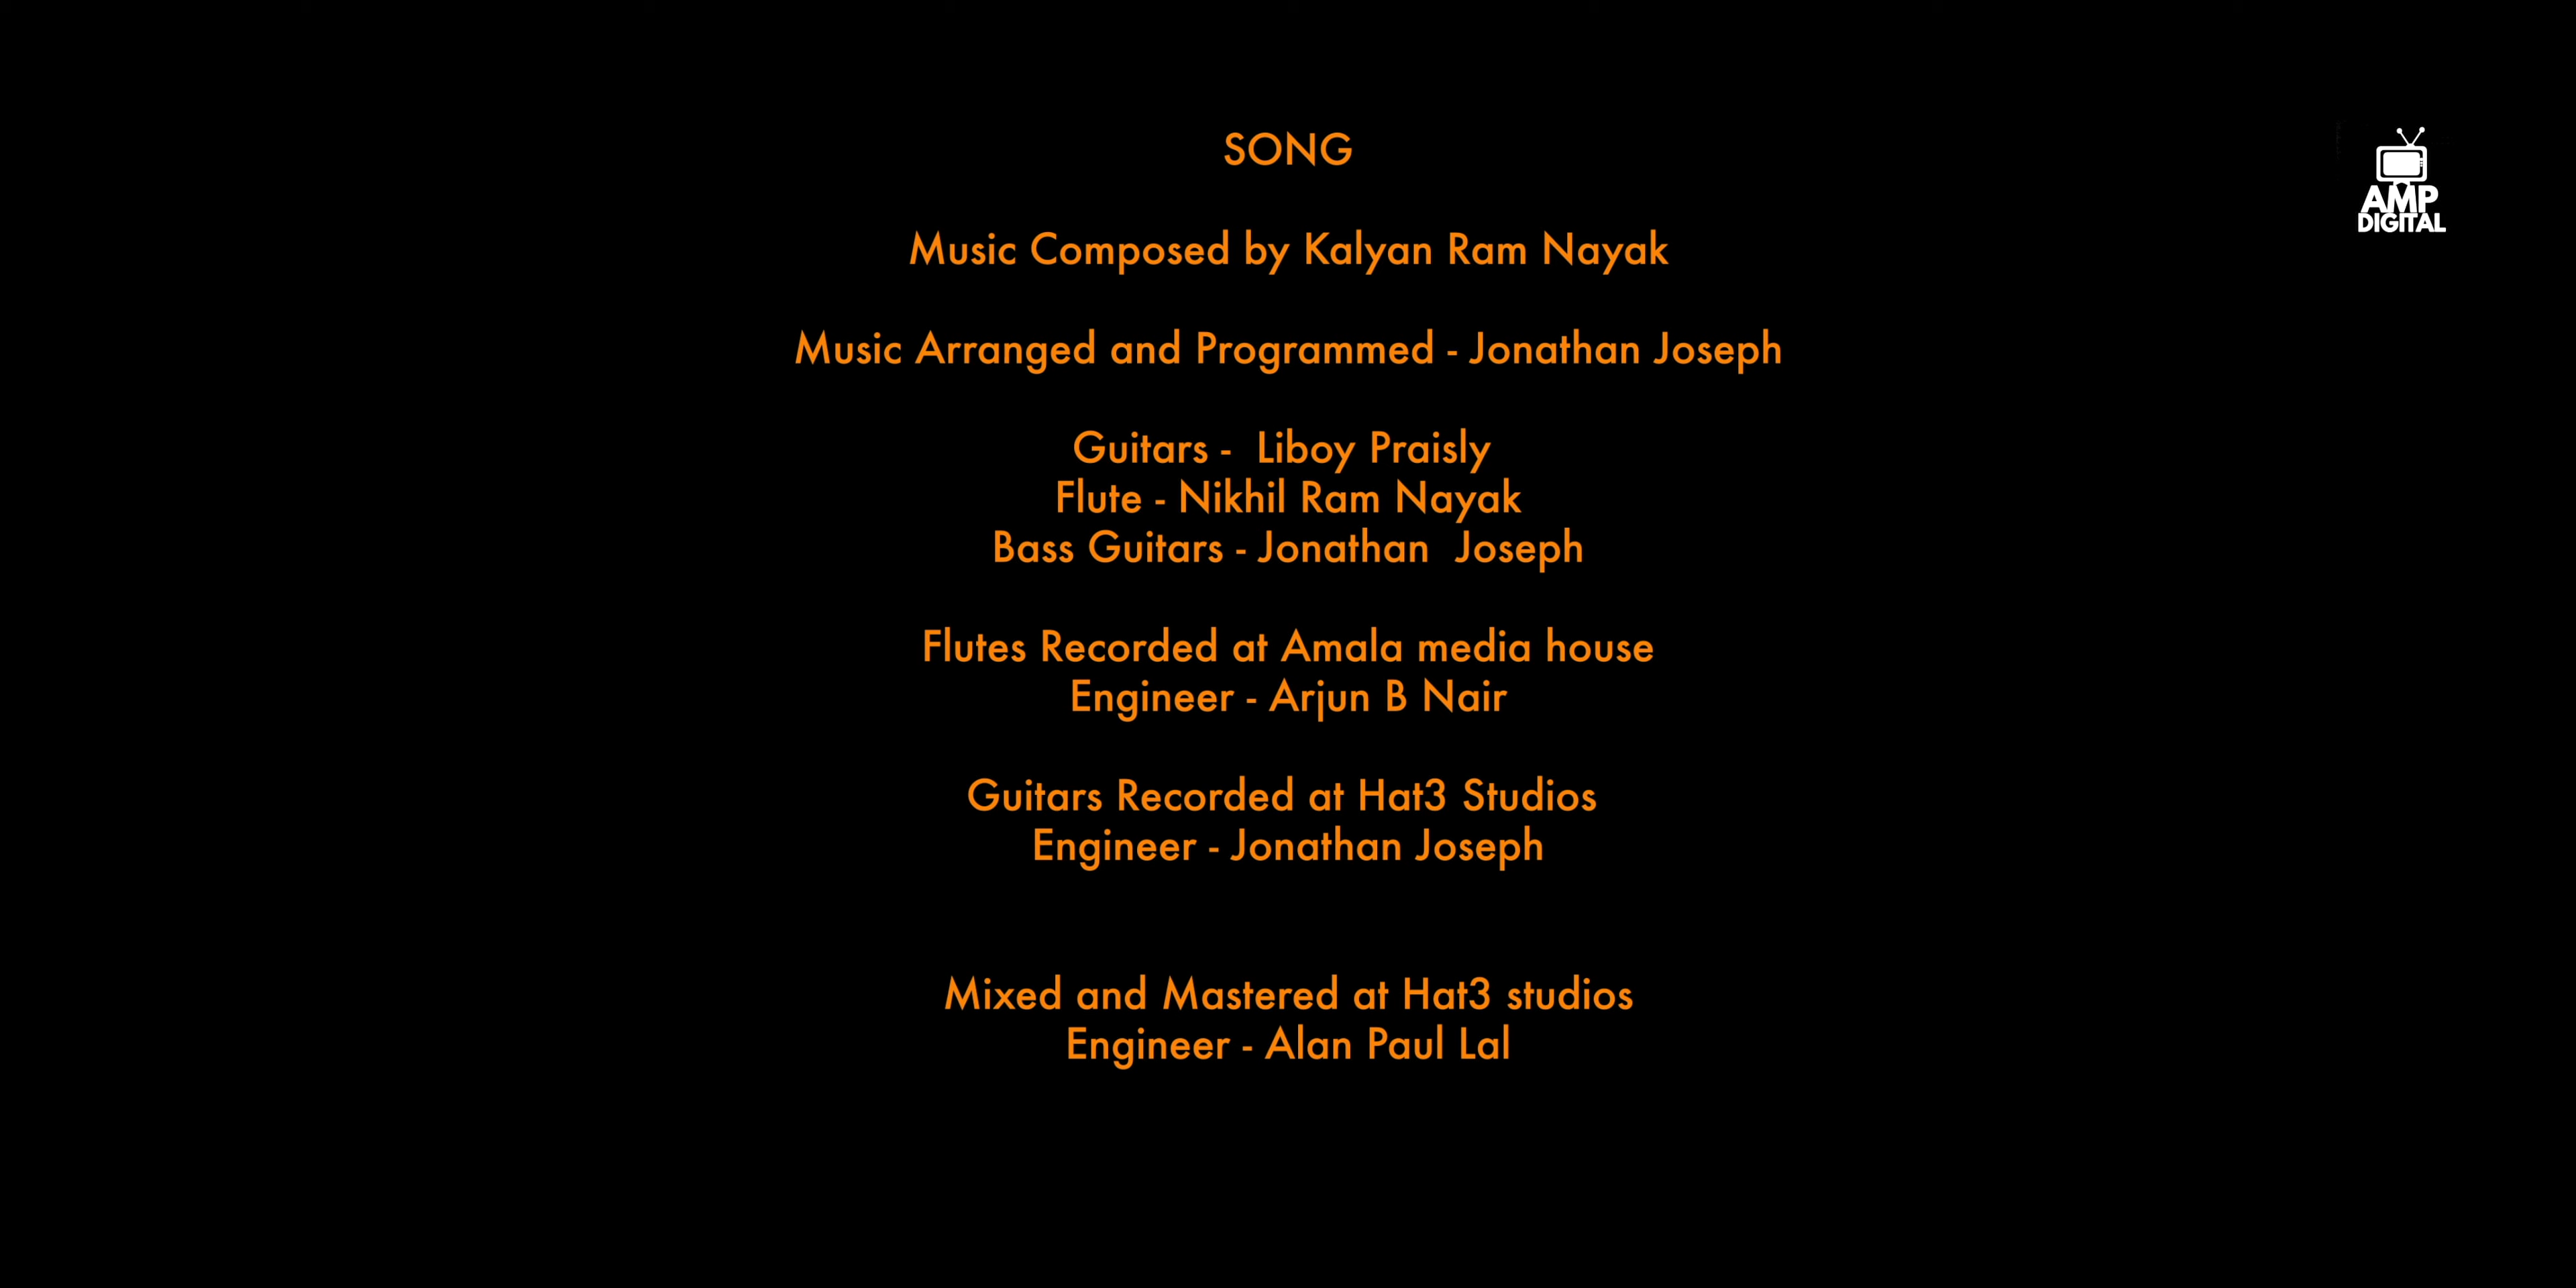 SONG
Music Composed by Kalyan Ram Nayak
Music Arranged and Programmed - Jonathan Joseph
Guitars -  Liboy Praisly
Flute - Nikhil Ram Nayak
Bass Guitars - Jonathan  Joseph
Flutes Recorded at Amala media house
Engineer - Arjun B Nair
Guitars Recorded at Hat3 Studios
Engineer - Jonathan Joseph
Mixed and Mastered at Hat3 studios
Engineer - Alan Paul Lal
AMP
DIGITAL